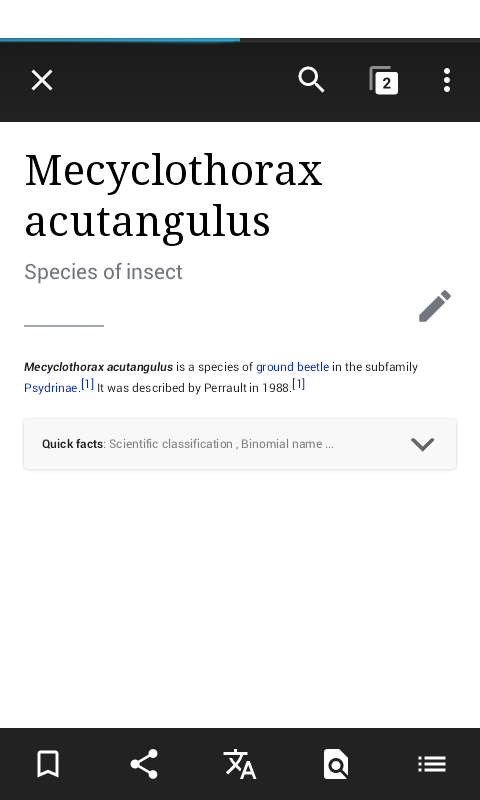 2
Mecyclothorax
acutangulus
Species of insect
Mecyclothorax acutangulus is a species of ground beetle in the subfamily
Psydrinae.[1] It was described by Perrault in 1988.[1]
Quick facts: Scientific classification , Binomial name ...